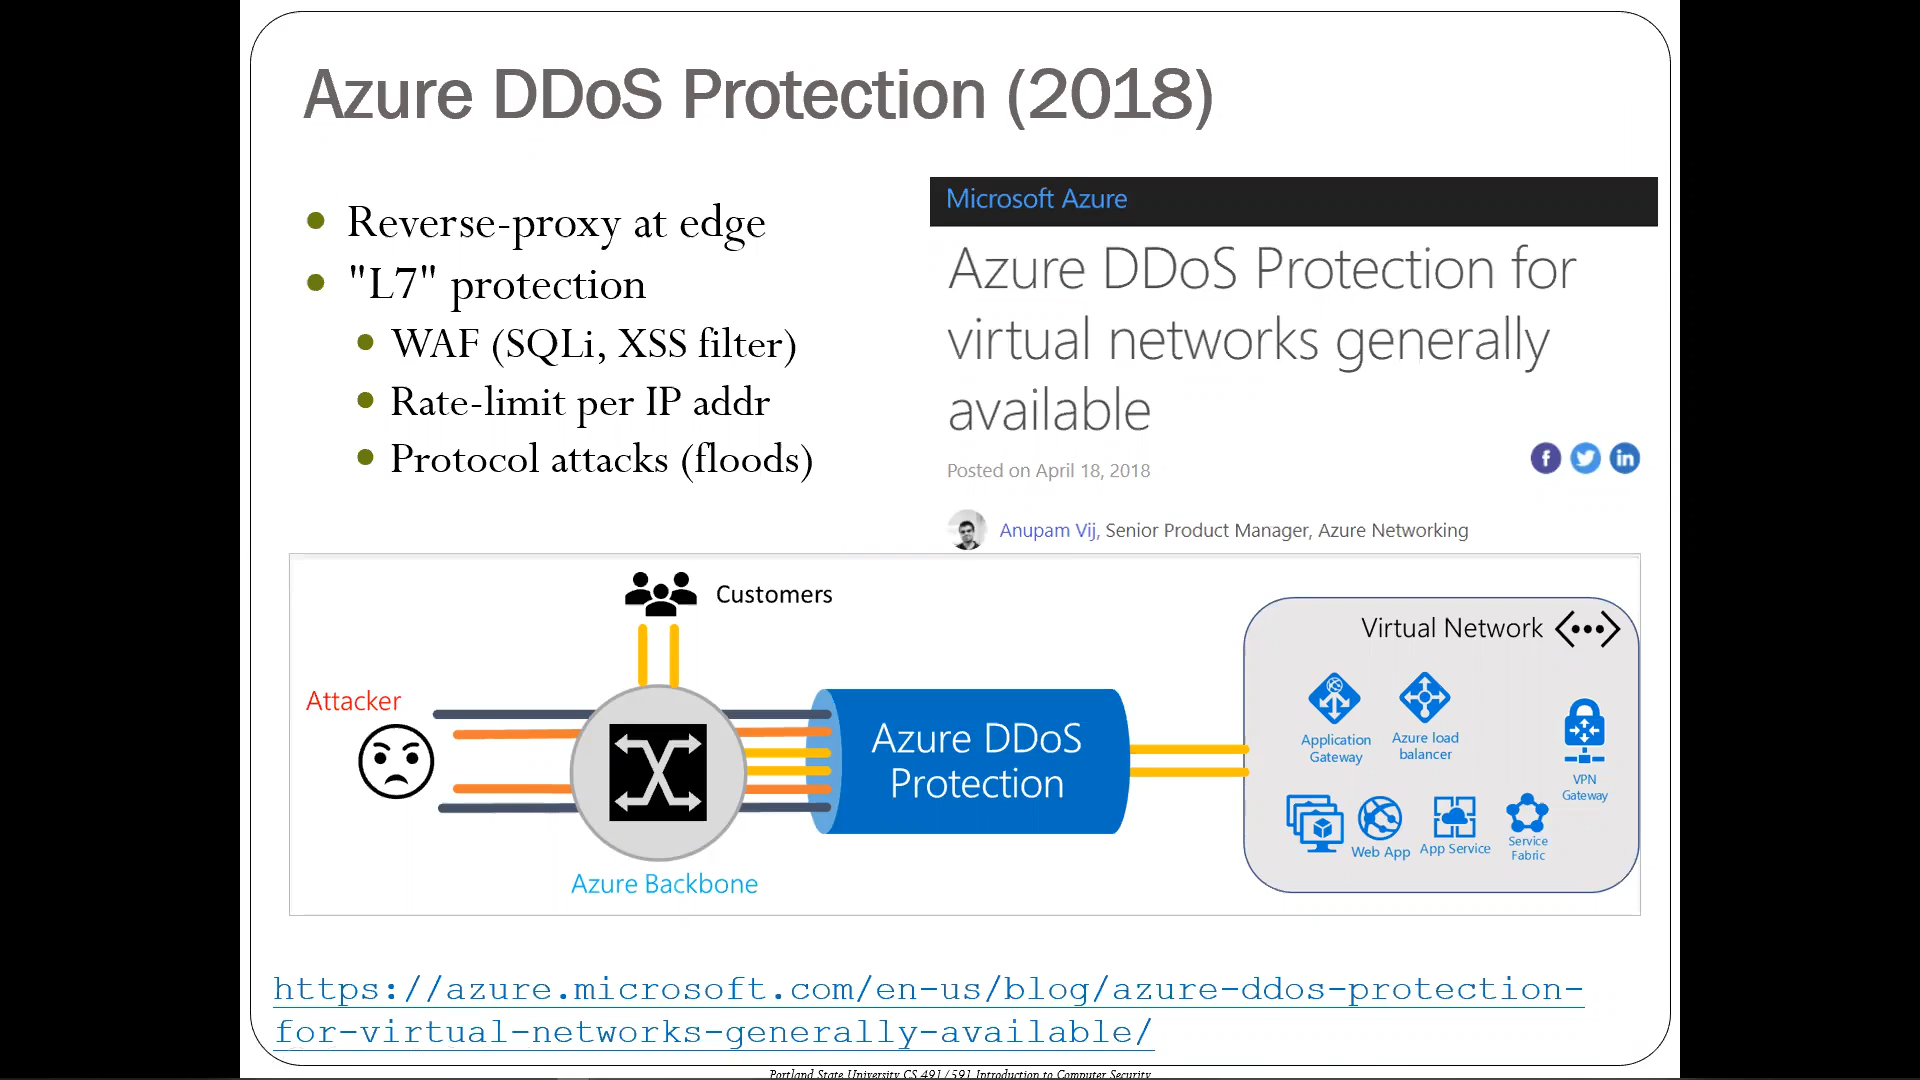 Azure DDoS Protection (2018)
Reverse-proxy at edge
"L7" protection
WAF (SQLi, XSS filter)
Rate-limit per IP addr
Protocol attacks (floods)
Microsoft Azure
Azure DDoS Protection for
virtual networks generally
available
Posted on April 18, 2018
Anupam Vij, Senior Product Manager, Azure Networking
Customers
Attacker
Azure Backbone
Azure DDoS
Protection
Virtual Network
Application
Gateway
Azure load
balancer
VPN
Gateway
Web App
App Service
Service
Fabric
https://azure.microsoft.com/en-us/blog/azure-ddos-protection-
for-virtual-networks-generally-available/
Portland State University CS 491/591 Introduction to Computer Security